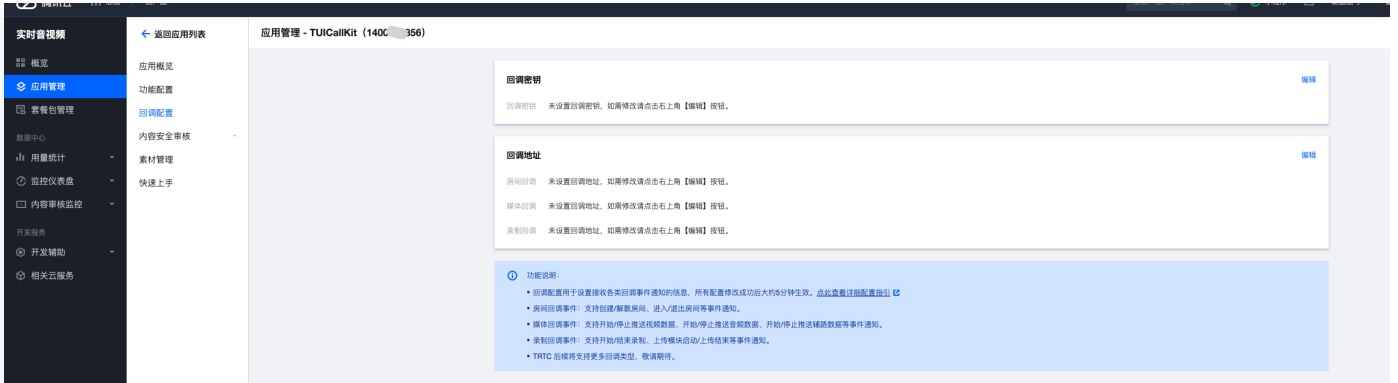 腾讯云
实时音视频
返回应用列表
应用管理 - TUICallKit（1400 356）
概览
应用管理
套餐包管理
数据中心
用量统计
监控仪表盘
内容审核监控
开发服务
开发辅助
相关云服务
应用概览
功能配置
回调配置
内容安全审核
素材管理
快速上手
回调密钥
编辑
回调密钥 未设置回调密钥，如需修改请点击右上角【编辑】按钮。
回调地址
编辑
房间回调 未设置回调地址，如需修改请点击右上角【编辑】按钮。
媒体回调 未设置回调地址，如需修改请点击右上角【编辑】按钮。
录制回调 未设置回调地址，如需修改请点击右上角【编辑】按钮。
功能说明：
• 回调配置用于设置接收各类回调事件通知的信息，所有配置修改成功后大约5分钟生效。点此查看详细配置指引
• 房间回调事件：支持创建/解散房间、进入/退出房间等事件通知。
• 媒体回调事件：支持开始/停止推送视频数据、开始/停止推送音频数据、开始/停止推送辅路数据等事件通知。
• 录制回调事件：支持开始/结束录制、上传模块启动/上传结束等事件通知。
• TRTC 后续将支持更多回调类型，敬请期待。